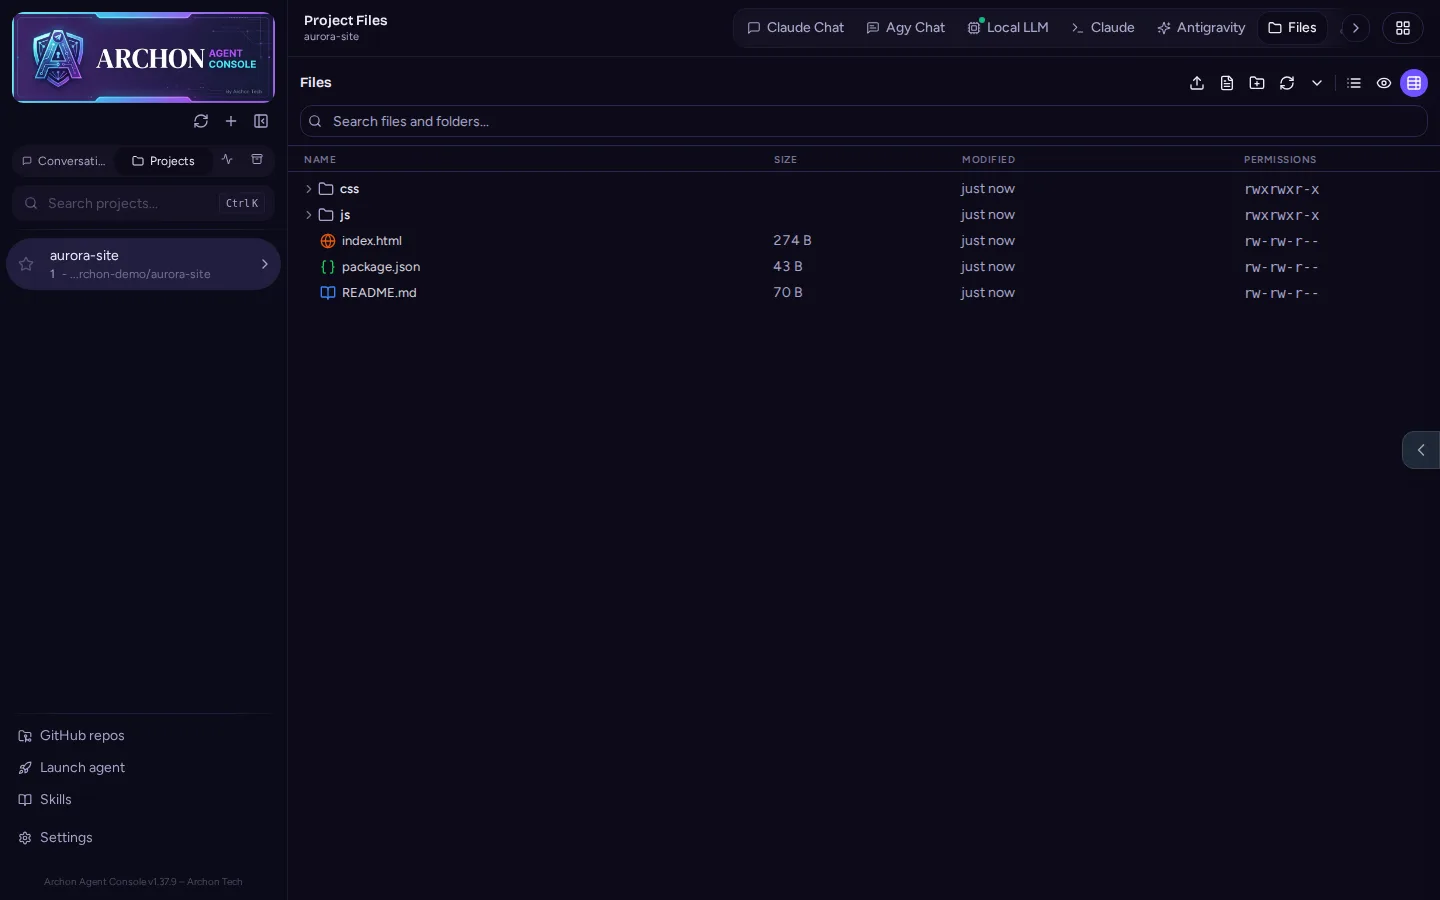 ARCHON AGENT CONSOLE
By Archon Tech
Conversati...
Projects
Search projects...
Ctrl K
aurora-site
1 - ...rchon-demo/aurora-site
GitHub repos
Launch agent
Skills
Settings
Archon Agent Console v1.37.9 – Archon Tech
Project Files
aurora-site
Claude Chat
Agy Chat
Local LLM
Claude
Antigravity
Files
Files
Search files and folders...
NAME SIZE MODIFIED PERMISSIONS
css just now rwxrwxr-x
js just now rwxrwxr-x
index.html 274 B just now rw-rw-r--
package.json 43 B just now rw-rw-r--
README.md 70 B just now rw-rw-r--